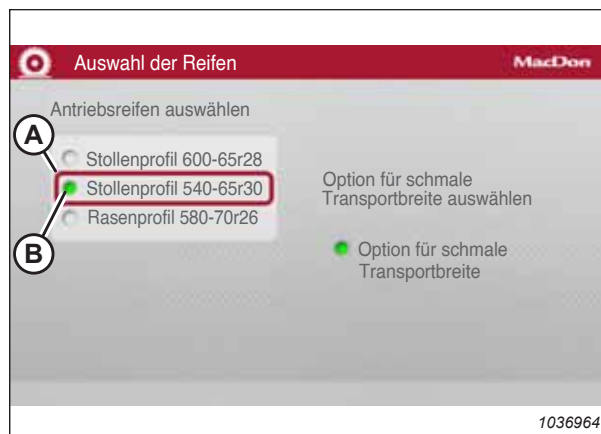 Auswahl der Reifen
MacDon
Antriebsreifen auswählen
A
Stollenprofil 600-65r28
Stollenprofil 540-65r30
Rasenprofil 580-70r26
B
Option für schmale
Transportbreite auswählen
Option für schmale
Transportbreite
1036964